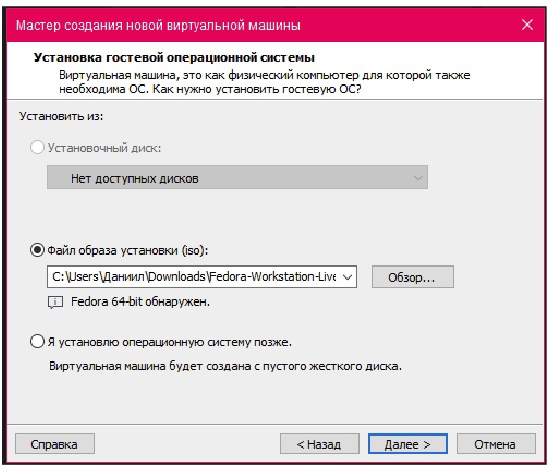 Мастер создания новой виртуальной машины
Установка гостевой операционной системы
Виртуальная машина, это как физический компьютер для которой также
необходима ОС. Как нужно установить гостевую ОС?
Установить из:
Установочный диск:
Нет доступных дисков
Файл образа установки (iso):
C:\Users\Даниил\Downloads\Fedora-Workstation-Live
Обзор...
Fedora 64-bit обнаружен.
Я установлю операционную систему позже.
Виртуальная машина будет создана с пустого жесткого диска.
Справка
< Назад
Далее >
Отмена